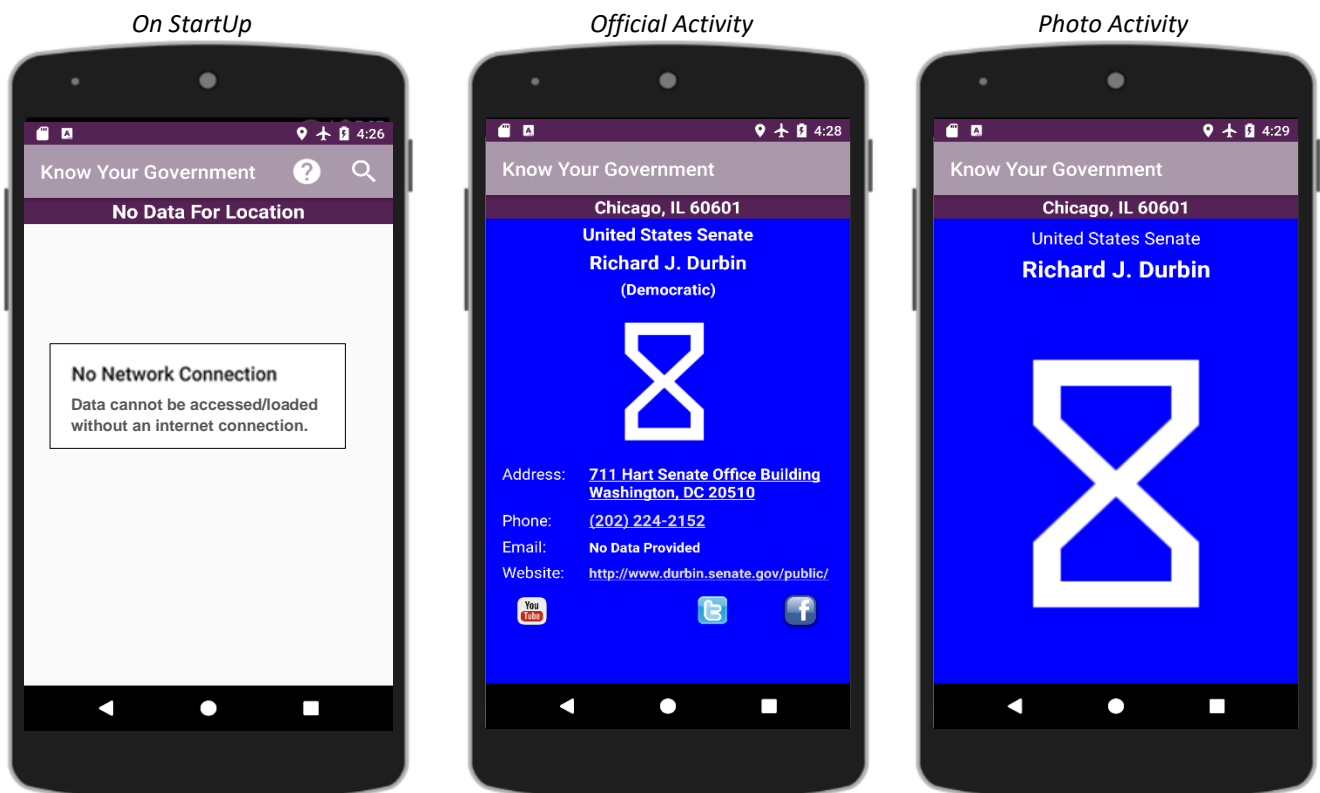 On StartUp
4:26
Know Your Government
?
No Data For Location
No Network Connection
Data cannot be accessed/loaded
without an internet connection.
Official Activity
A
4:28
Know Your Government
Chicago, IL 60601
United States Senate
Richard J. Durbin
(Democratic)
Address: 711 Hart Senate Office Building
Washington, DC 20510
Phone: (202) 224-2152
Email: No Data Provided
Website: http://www.durbin.senate.gov/public/
You
Tube
t
f
Photo Activity
A
4:29
Know Your Government
Chicago, IL 60601
United States Senate
Richard J. Durbin